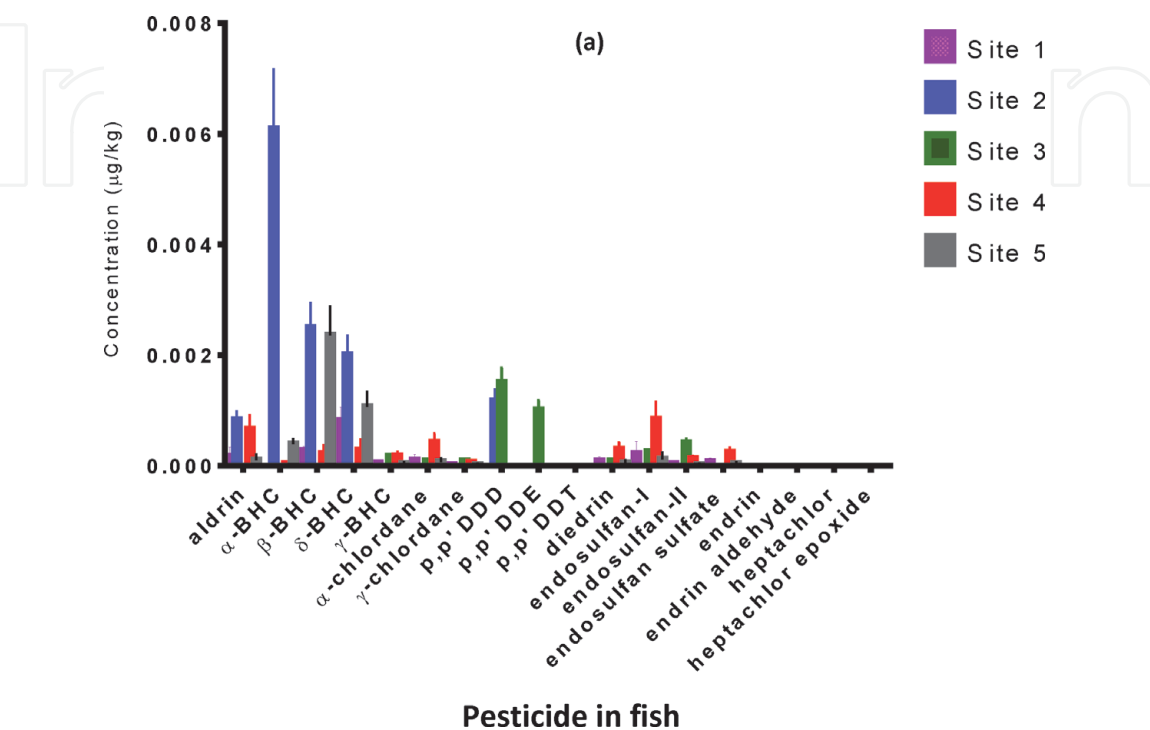 (a)
0.008
0.006
0.004
0.002
0.000
Concentration (μg/kg)
Site 1
Site 2
Site 3
Site 4
Site 5
aldrin
α-BHC
β-BHC
δ-BHC
γ-BHC
α-chlordane
γ-chlordane
p,p' DDD
p,p' DDE
p,p' DDT
diedrin
endosulfan-I
endosulfan-II
endosulfan sulfate
endrin
endrin aldehyde
heptachlor
heptachlor epoxide
Pesticide in fish